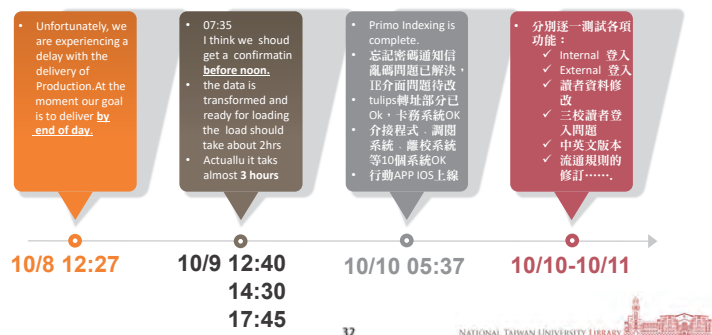 • Unfortunately, we
are experiencing a
delay with the
delivery of
Production.At the
moment our goal
is to deliver by
end of day.
• 07:35
I think we shoud
get a confirmatin
before noon.
• the data is
transformed and
ready for loading
the load should
take about 2hrs
• Actuallu it taks
almost 3 hours
• Primo Indexing is
complete.
• 忘記密碼通知信
亂碼問題已解決，
IE介面問題待改
• tulips轉址部分已
Ok，卡務系統OK
• 介接程式﹑調閱
系統﹑離校系統
等10個系統OK
• 行動APP IOS上線
• 分別逐一測試各項
功能：
✓ Internal 登入
✓ External 登入
✓ 讀者資料修
改
✓ 三校讀者登
入問題
✓ 中英文版本
✓ 流通規則的
修訂…….
10/8 12:27
10/9 12:40
14:30
17:45
10/10 05:37
10/10-10/11
32
NATIONAL TAIWAN UNIVERSITY LIBRARY